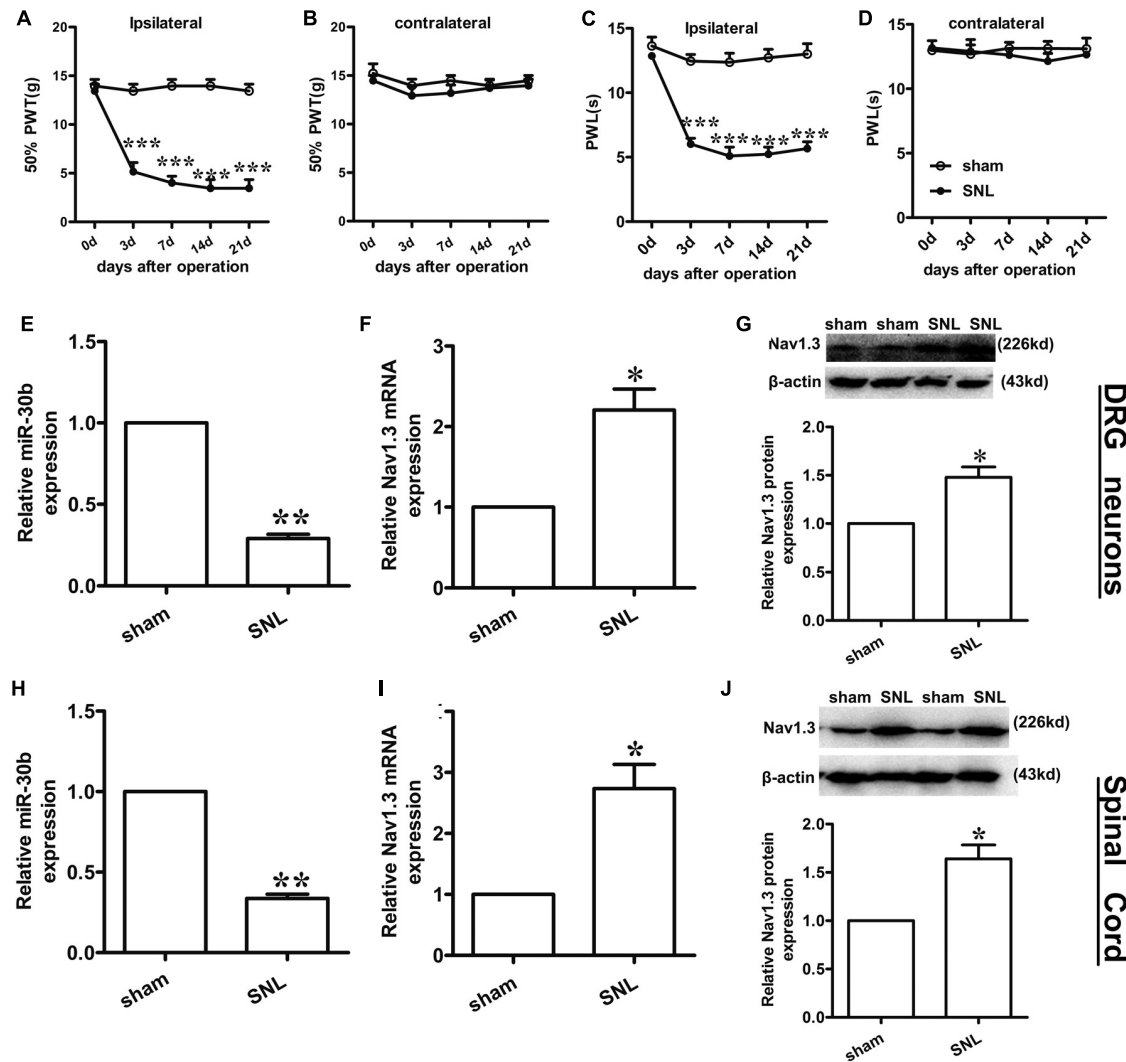 A
Ipsilateral
50% PWT(g)
20
15
10
5
0
***
***
***
***
0d
3d
7d
14d
21d
days after operation
B
contralateral
50% PWT(g)
20
15
10
5
0
0d
3d
7d
14d
21d
days after operation
C
Ipsilateral
PWL(s)
15
10
5
0
***
***
***
***
0d
3d
7d
14d
21d
days after operation
D
contralateral
PWL(s)
15
10
5
0
sham
SNL
0d
3d
7d
14d
21d
days after operation
E
Relative miR-30b
expression
1.5
1.0
0.5
0.0
**
sham
SNL
F
Relative Nav1.3 mRNA
expression
3
2
1
0
*
sham
SNL
G
sham sham SNL SNL
Nav1.3 (226kd)
β-actin (43kd)
Relative Nav1.3 protein
expression
2.0
1.5
1.0
0.5
0.0
*
sham
SNL
DRG neurons
H
Relative miR-30b
expression
1.5
1.0
0.5
0.0
**
sham
SNL
I
Relative Nav1.3 mRNA
expression
3
2
1
0
*
sham
SNL
J
sham SNL sham SNL
Nav1.3 (226kd)
β-actin (43kd)
Relative Nav1.3 protein
expression
2.0
1.5
1.0
0.5
0.0
*
sham
SNL
Spinal Cord